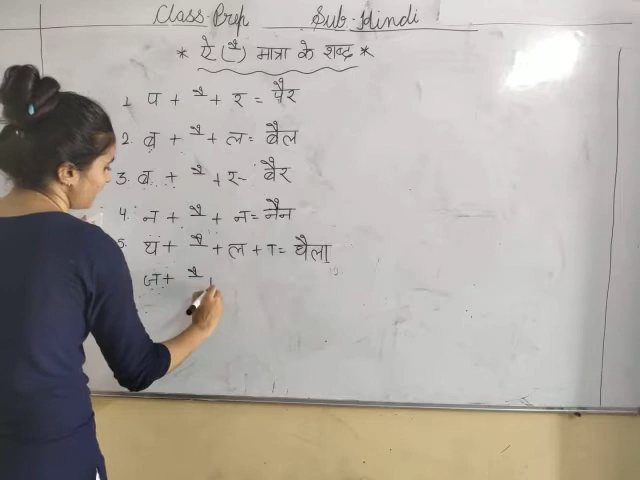 Class-Prep Sub-Hindi
* ऐ (ै) मात्रा के शब्द *
1. प + ै + र = पैर
2. ब + ै + ल = बैल
3. ब + ै + र - बैर
4. न + ै + न = नैन
5. थ + ै + ल + ा = थैला
ज + ै +